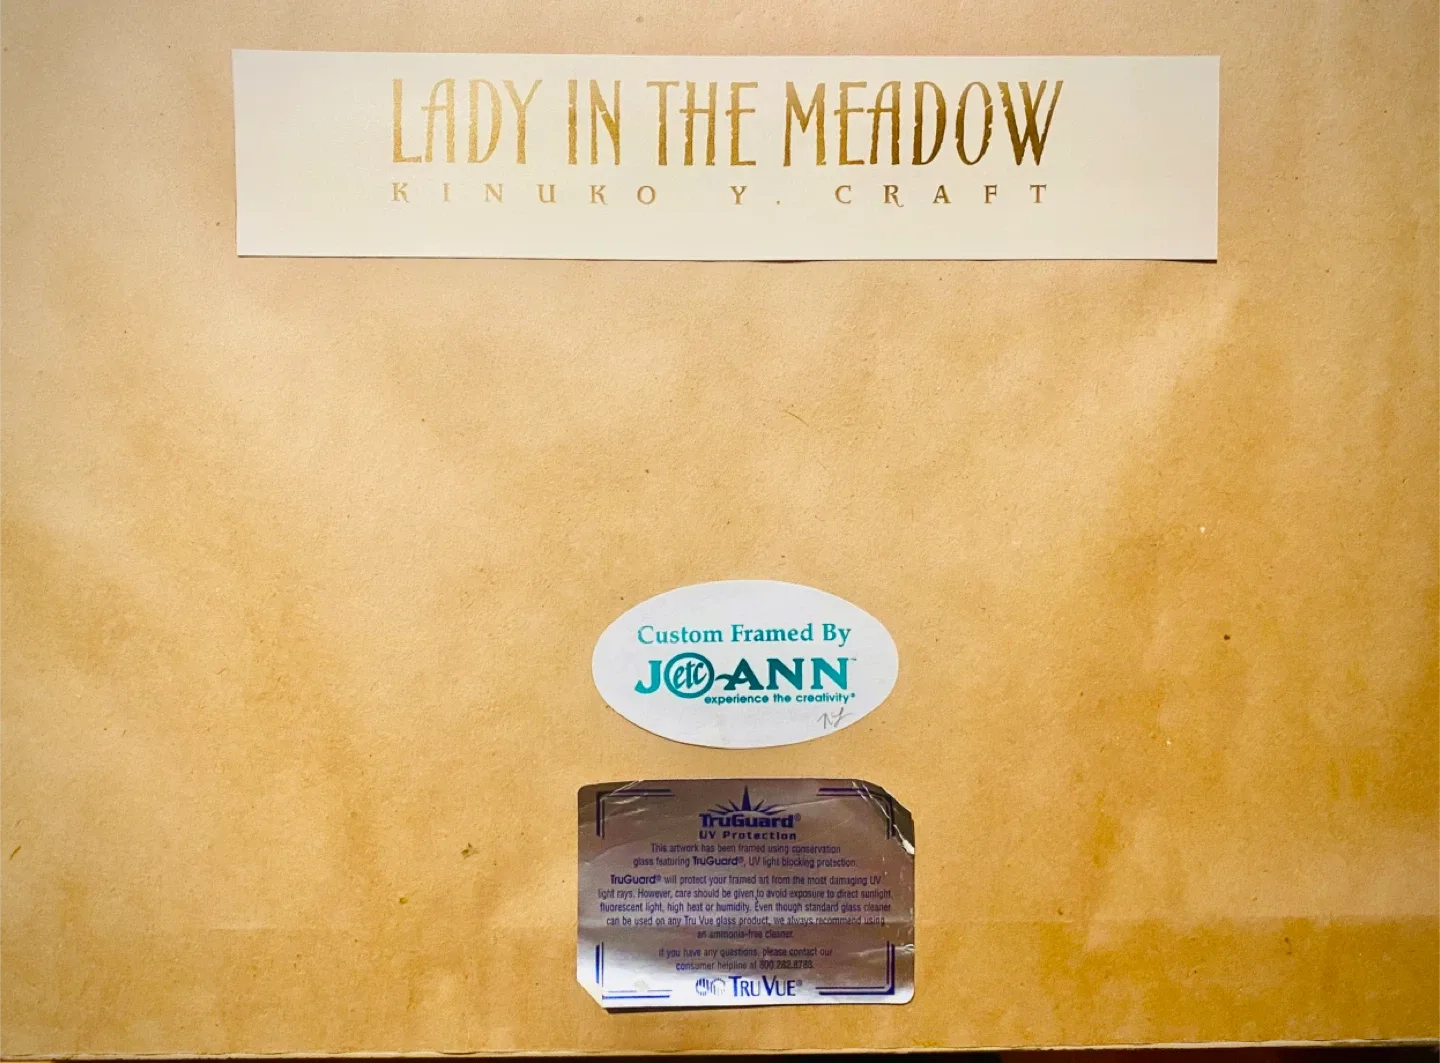 LADY IN THE MEADOW
KINUKO Y. CRAFT
Custom Framed By
JO etc ANN™
experience the creativity®
TruGuard®
UV Protection
This artwork has been framed using conservation
glass featuring TruGuard®, UV light blocking protection.
TruGuard® will protect your framed art from the most damaging UV
light rays. However, care should be given to avoid exposure to direct sunlight,
fluorescent light, high heat or humidity. Even though standard glass cleaner
can be used on any Tru Vue glass product, we always recommend using
an ammonia-free cleaner.
If you have any questions, please contact our
consumer helpline at 800.282.8788.
TRU VUE®